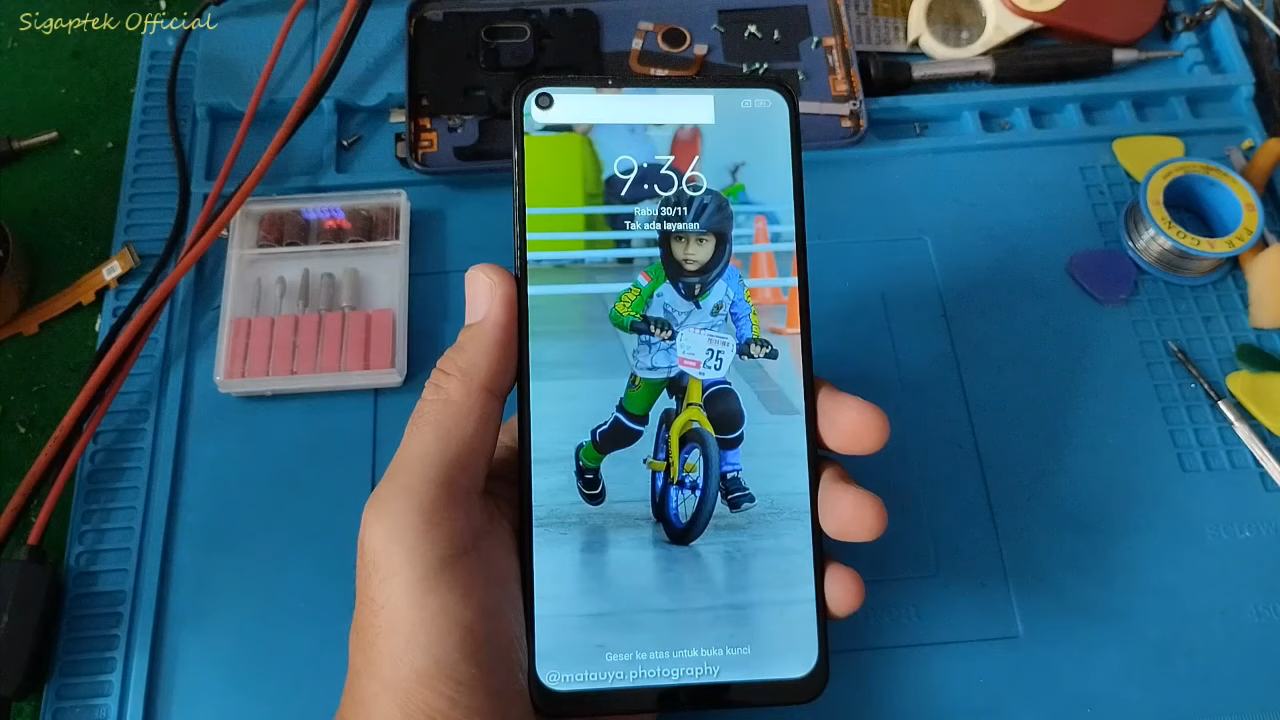 Sigaptek Official
9:36
Rabu 30/11
Tak ada layanan
25
Geser ke atas untuk buka kunci
@matauya.photography
PARAGON